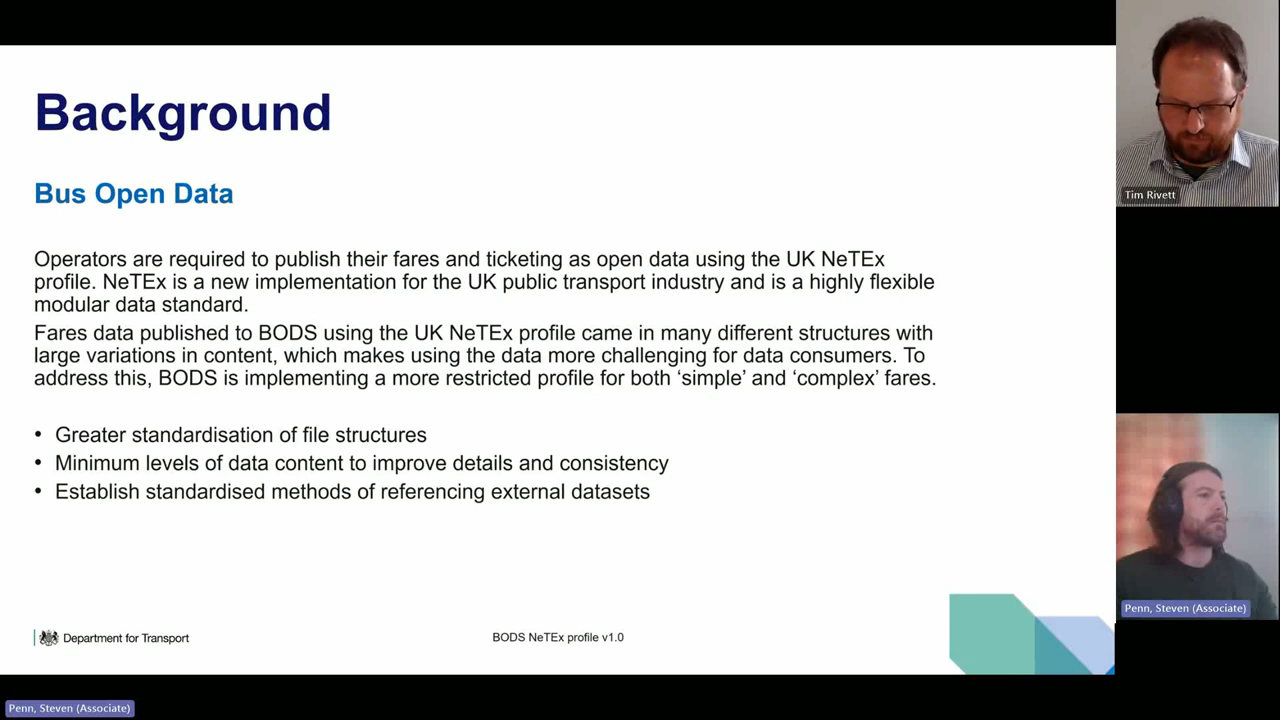 Background
Bus Open Data
Operators are required to publish their fares and ticketing as open data using the UK NeTEx
profile. NeTEx is a new implementation for the UK public transport industry and is a highly flexible
modular data standard.
Fares data published to BODS using the UK NeTEx profile came in many different structures with
large variations in content, which makes using the data more challenging for data consumers. To
address this, BODS is implementing a more restricted profile for both ‘simple’ and ‘complex’ fares.
• Greater standardisation of file structures
• Minimum levels of data content to improve details and consistency
• Establish standardised methods of referencing external datasets
Department for Transport
BODS NeTEx profile v1.0
Tim Rivett
Penn, Steven (Associate)
Penn, Steven (Associate)